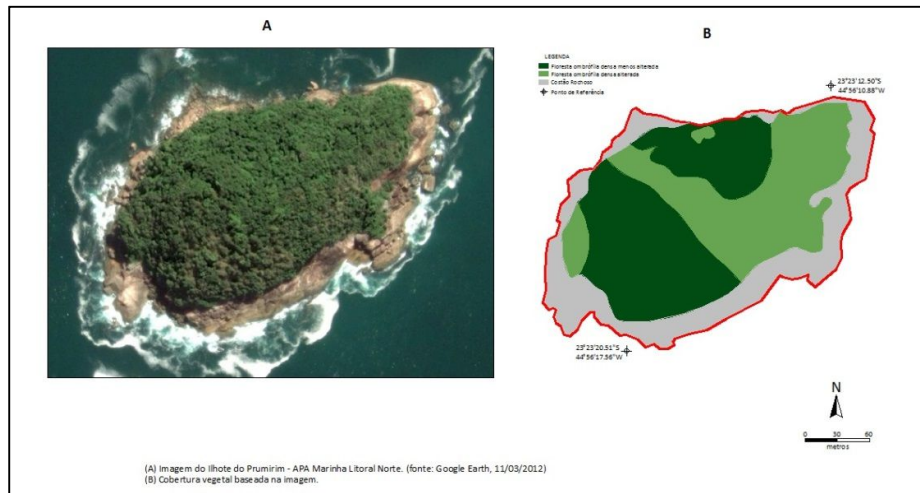 A
B
LEGENDA
Floresta ombrófila densa menos alterada
Floresta ombrófila densa alterada
Costão Rochoso
Ponto de Referência
23°23'12.50"S
44°56'10.88"W
23°23'20.51"S
44°56'17.56"W
N
0 30 60
metros
(A) Imagem do Ilhote do Prumirim - APA Marinha Litoral Norte. (fonte: Google Earth, 11/03/2012)
(B) Cobertura vegetal baseada na imagem.